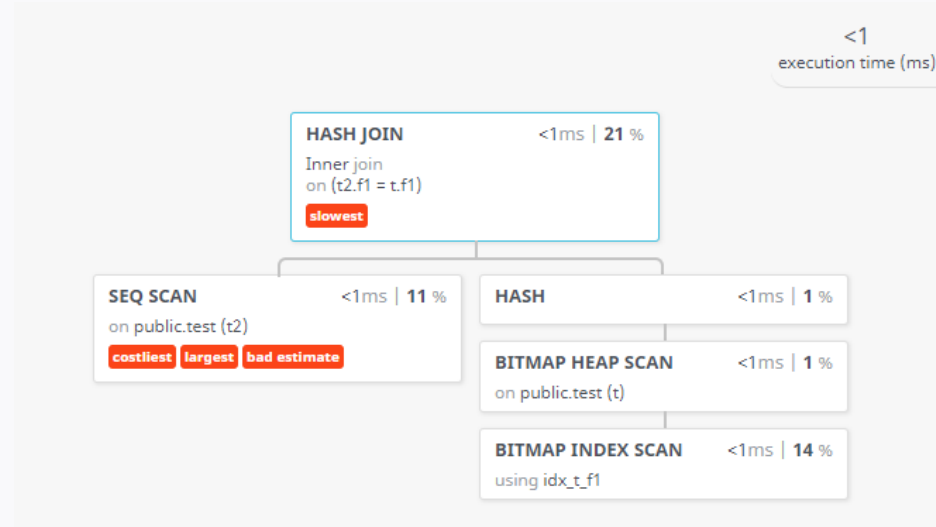 <1
execution time (ms)
HASH JOIN <1ms | 21 %
Inner join
on (t2.f1 = t.f1)
slowest
SEQ SCAN <1ms | 11 %
on public.test (t2)
costliest largest bad estimate
HASH <1ms | 1 %
BITMAP HEAP SCAN <1ms | 1 %
on public.test (t)
BITMAP INDEX SCAN <1ms | 14 %
using idx_t_f1